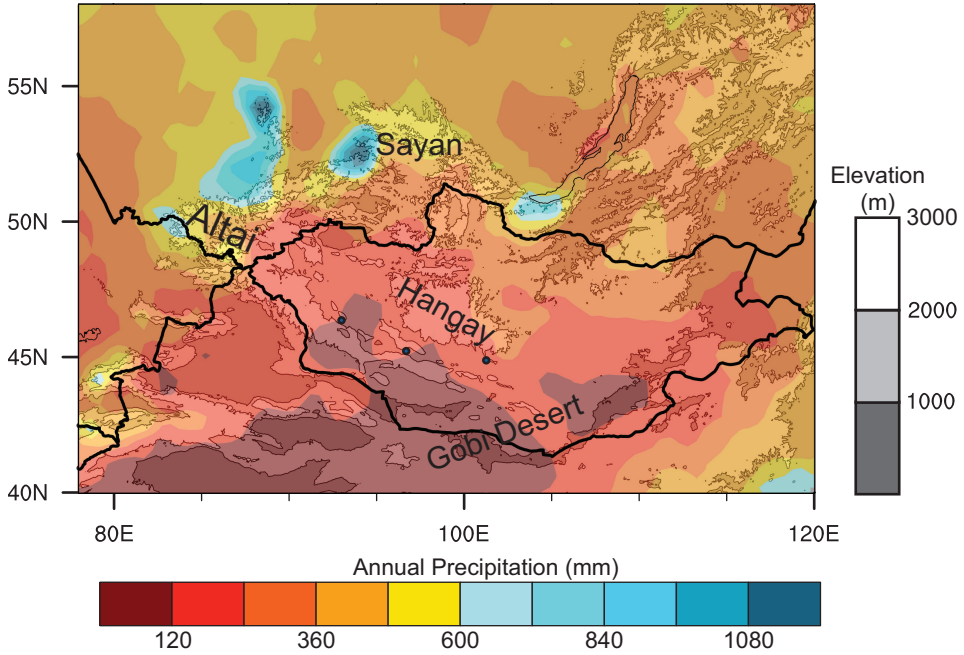 55N
Sayan
Elevation
(m)
3000
50N
Altai
2000
Hangay
45N
1000
Gobi Desert
40N
80E
100E
120E
Annual Precipitation (mm)
120
360
600
840
1080